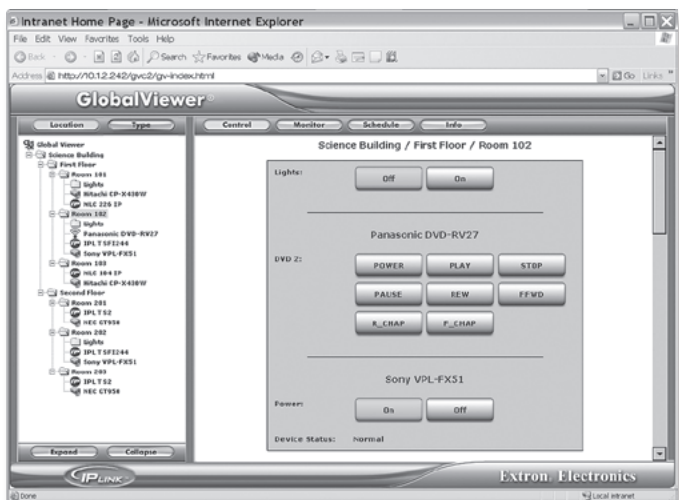 Intranet Home Page - Microsoft Internet Explorer
File Edit View Favorites Tools Help
Back Search Favorites Media
Address http://10.1.2.242/gvc2/gv-index.html Go Links
GlobalViewer®
Location Type Control Monitor Schedule Info
Global Viewer
Science Building
First Floor
Room 101
Lights
Hitachi CP-X430W
MLC 226 IP
Room 102
Lights
Panasonic DVD-RV27
IPL T SFI244
Sony VPL-FX51
Room 103
MLC 104 IP
Hitachi CP-X430W
Second Floor
Room 201
IPL T S2
NEC GT950
Room 202
Lights
IPL T SFI244
Sony VPL-FX51
Room 203
IPL T S2
NEC GT950
Expand Collapse
Science Building / First Floor / Room 102
Lights: Off On
Panasonic DVD-RV27
DVD 2: POWER PLAY STOP
PAUSE REW FFWD
R_CHAP F_CHAP
Sony VPL-FX51
Power: On Off
Device Status: Normal
IP LINK
Extron. Electronics
Done Local intranet